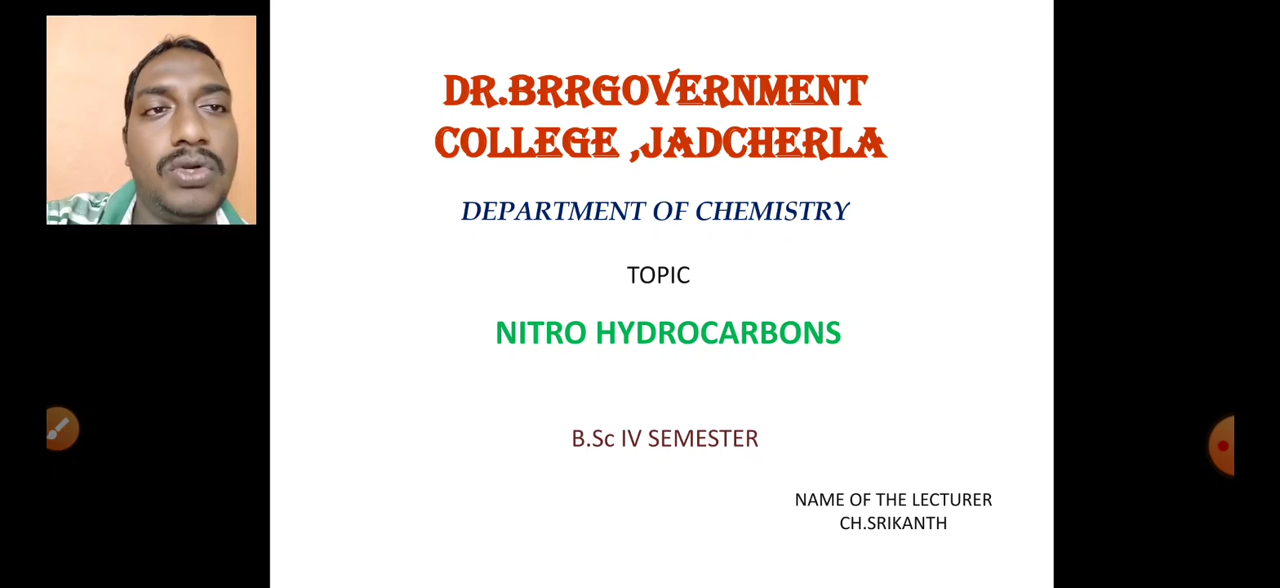 DR.BRRGOVERNMENT
COLLEGE ,JADCHERLA
DEPARTMENT OF CHEMISTRY
TOPIC
NITRO HYDROCARBONS
B.Sc IV SEMESTER
NAME OF THE LECTURER
CH.SRIKANTH